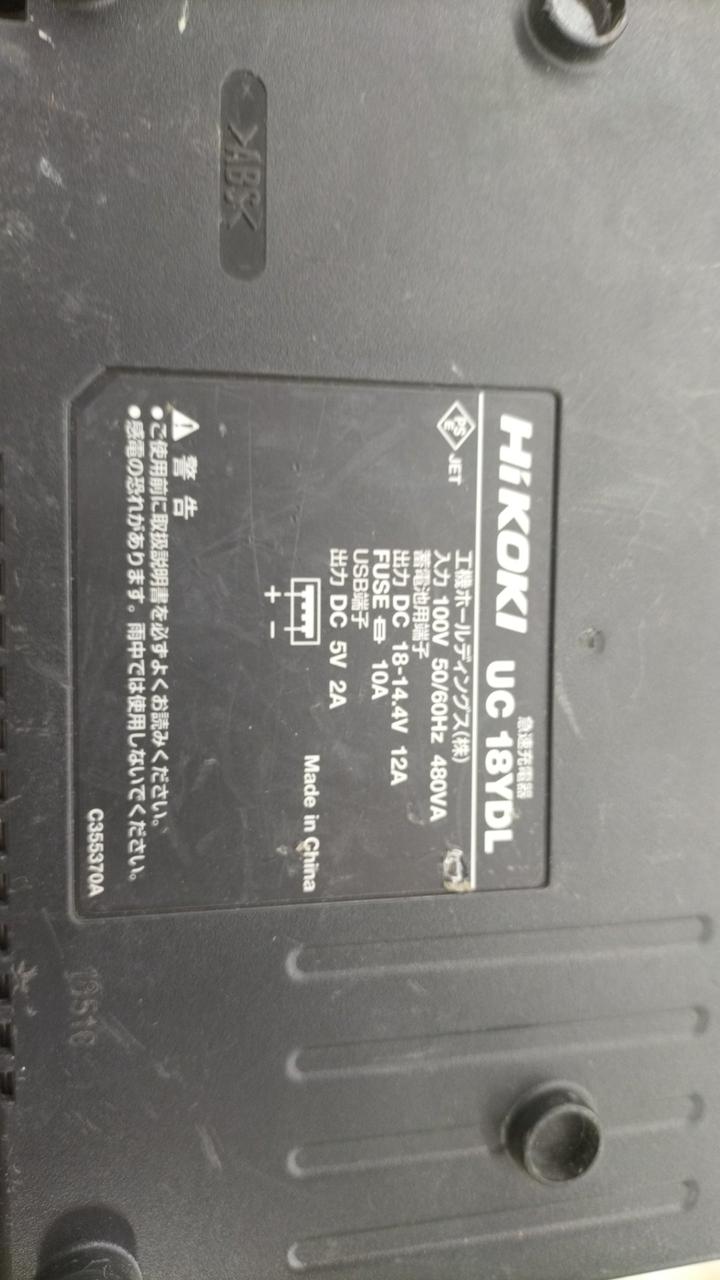 >ABS<
急速充電器
HiKOKI UC 18YDL
PS
E
JET
工機ホールディングス(株)
入力 100V 50/60Hz 480VA
蓄電池用端子
出力 DC 18-14.4V 12A
FUSE 10A
USB端子
出力 DC 5V 2A
+ −
Made in China
警告
●ご使用前に取扱説明書を必ずよくお読みください。
●感電の恐れがあります。雨中では使用しないでください。
C355370A